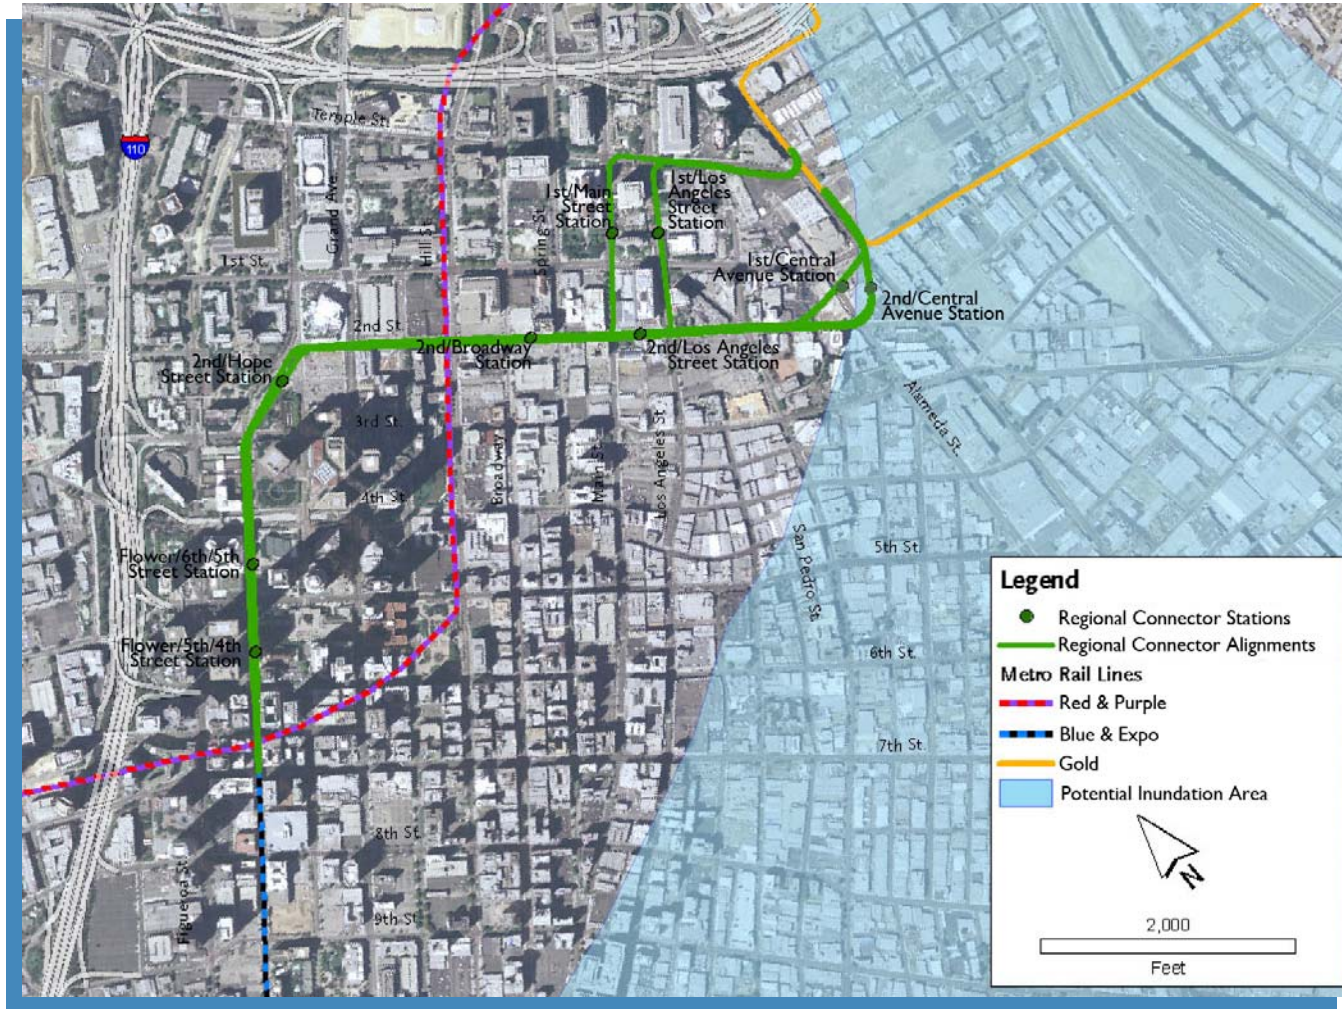 110
Temple St.
Grand Ave.
Hill St.
Spring St.
1st/Main
Street
Station
1st/Los
Angeles
Street
Station
1st St.
1st/Central
Avenue Station
2nd/Central
Avenue Station
2nd St.
2nd/Broadway
Station
2nd/Los Angeles
Street Station
2nd/Hope
Street Station
3rd St.
Alameda St.
Broadway
Main St.
Los Angeles St.
4th St.
San Pedro St.
5th St.
Flower/6th/5th
Street Station
Flower/5th/4th
Street Station
6th St.
7th St.
8th St.
Figueroa St.
9th St.
Legend
Regional Connector Stations
Regional Connector Alignments
Metro Rail Lines
Red & Purple
Blue & Expo
Gold
Potential Inundation Area
N
2,000
Feet